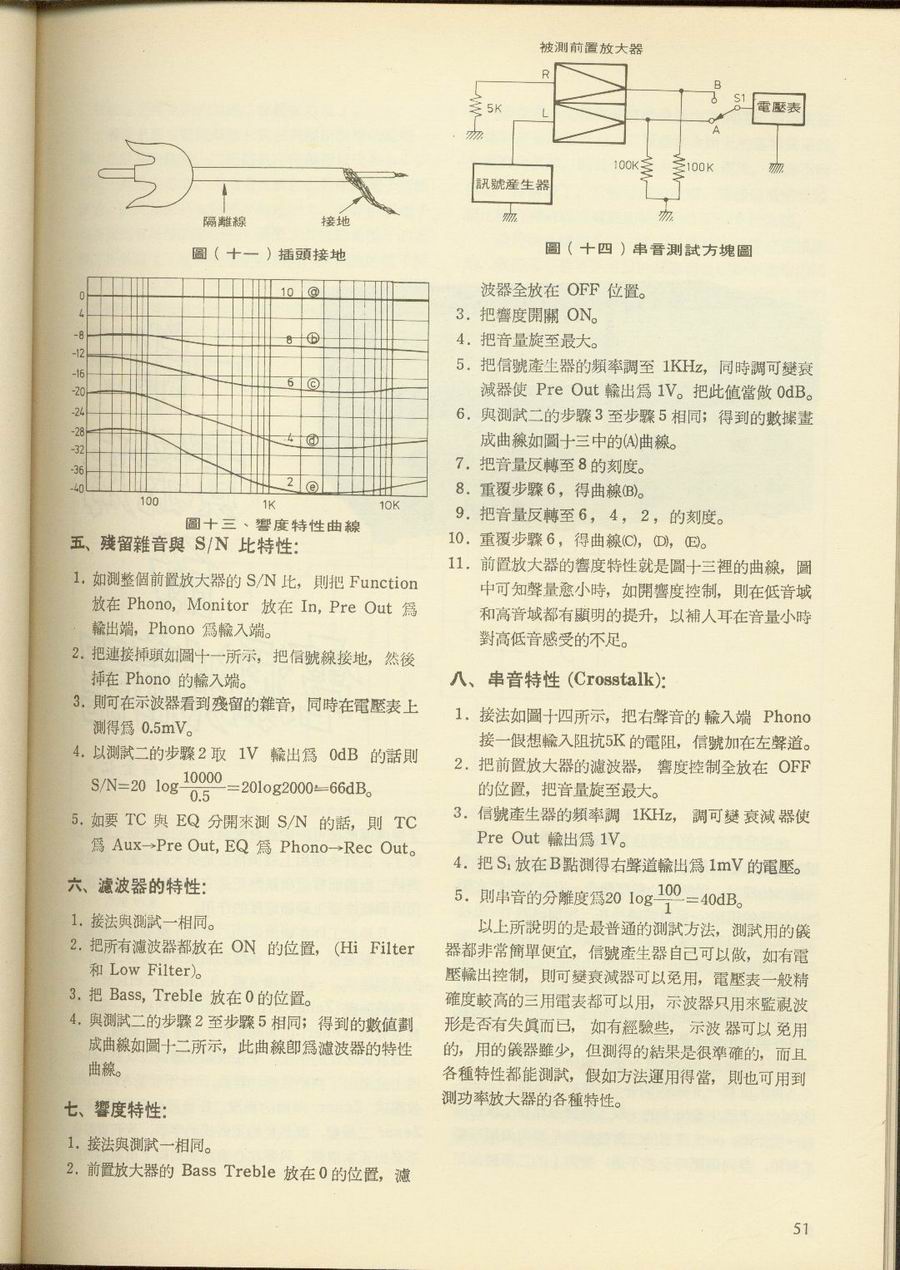 隔離線
接地
圖（十一）插頭接地
0
4
-8
-12
-16
-20
-24
-28
-32
-36
-40
10 ⓐ
8 ⓑ
6 ⓒ
4 ⓓ
2 ⓔ
100 1K 10K
圖十三、響度特性曲線
五、殘留雜音與 S/N 比特性：
1. 如測整個前置放大器的 S/N 比，則把 Function
放在 Phono, Monitor 放在 In, Pre Out 爲
輸出端，Phono 爲輸入端。
2. 把連接揷頭如圖十一所示，把信號線接地，然後
揷在 Phono 的輸入端。
3. 則可在示波器看到殘留的雜音，同時在電壓表上
測得爲 0.5mV。
4. 以測試二的步驟2取 1V 輸出爲 0dB 的話則
S/N=20 log 10000/0.5 =20log2000≒66dB。
5. 如要 TC 與 EQ 分開來測 S/N 的話，則 TC
爲 Aux→Pre Out, EQ 爲 Phono→Rec Out。
六、濾波器的特性：
1. 接法與測試一相同。
2. 把所有濾波器都放在 ON 的位置，(Hi Filter
和 Low Filter)。
3. 把 Bass, Treble 放在0的位置。
4. 與測試二的步驟2至步驟5相同；得到的數値劃
成曲線如圖十二所示，此曲線卽爲濾波器的特性
曲線。
七、響度特性：
1. 接法與測試一相同。
2. 前置放大器的 Bass Treble 放在0的位置，濾
被測前置放大器
R
L
5K
B
S1
A
電壓表
100K
100K
訊號產生器
圖（十四）串音測試方塊圖
波器全放在 OFF 位置。
3. 把響度開關 ON。
4. 把音量旋至最大。
5. 把信號產生器的頻率調至 1KHz，同時調可變衰
減器使 Pre Out 輸出爲 1V。把此値當做 0dB。
6. 與測試二的步驟3至步驟5相同；得到的數據畫
成曲線如圖十三中的(A)曲線。
7. 把音量反轉至8的刻度。
8. 重覆步驟6，得曲線(B)。
9. 把音量反轉至6，4，2，的刻度。
10. 重覆步驟6，得曲線(C)，(D)，(E)。
11. 前置放大器的響度特性就是圖十三裡的曲線，圖
中可知聲量愈小時，如開響度控制，則在低音域
和高音域都有顯明的提升，以補人耳在音量小時
對高低音感受的不足。
八、串音特性 (Crosstalk)：
1. 接法如圖十四所示，把右聲音的輸入端 Phono
接一假想輸入阻抗5K的電阻，信號加在左聲道。
2. 把前置放大器的濾波器，響度控制全放在 OFF
的位置，把音量旋至最大。
3. 信號產生器的頻率調 1KHz，調可變衰減器使
Pre Out 輸出爲 1V。
4. 把 S₁ 放在B點測得右聲道輸出爲 1mV 的電壓。
5. 則串音的分離度爲20 log 100/1 =40dB。
以上所說明的是最普通的測試方法，測試用的儀
器都非常簡單便宜，信號產生器自己可以做，如有電
壓輸出控制，則可變衰減器可以免用，電壓表一般精
確度較高的三用電表都可以用，示波器只用來監視波
形是否有失眞而已，如有經驗些，示波器可以免用
的，用的儀器雖少，但測得的結果是很準確的，而且
各種特性都能測試，假如方法運用得當，則也可用到
測功率放大器的各種特性。
51